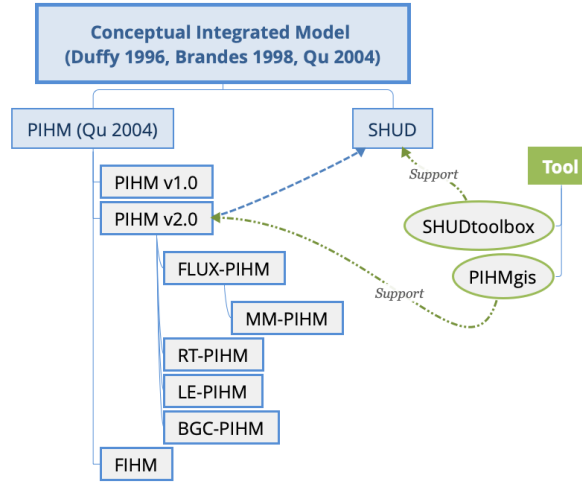 Conceptual Integrated Model
(Duffy 1996, Brandes 1998, Qu 2004)
PIHM (Qu 2004)
SHUD
Tool
PIHM v1.0
PIHM v2.0
Support
SHUDtoolbox
FLUX-PIHM
PIHMgis
Support
MM-PIHM
RT-PIHM
LE-PIHM
BGC-PIHM
FIHM